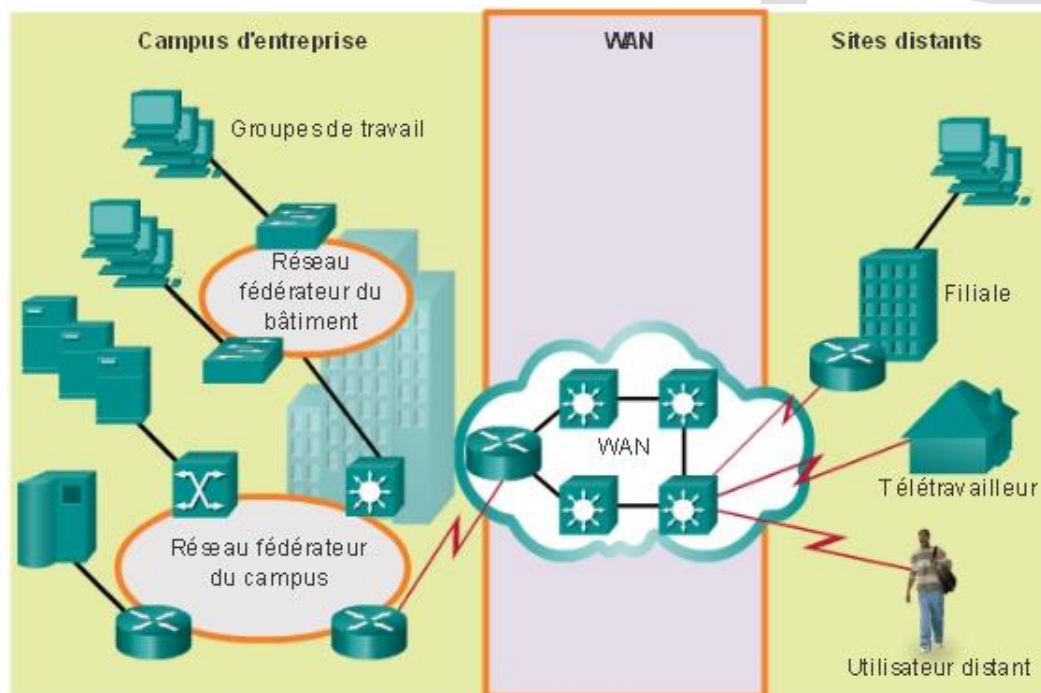 Campus d'entreprise
WAN
Sites distants
Groupes de travail
Réseau
fédérateur du
bâtiment
Filiale
WAN
Télétravailleur
Réseau fédérateur
du campus
Utilisateur distant